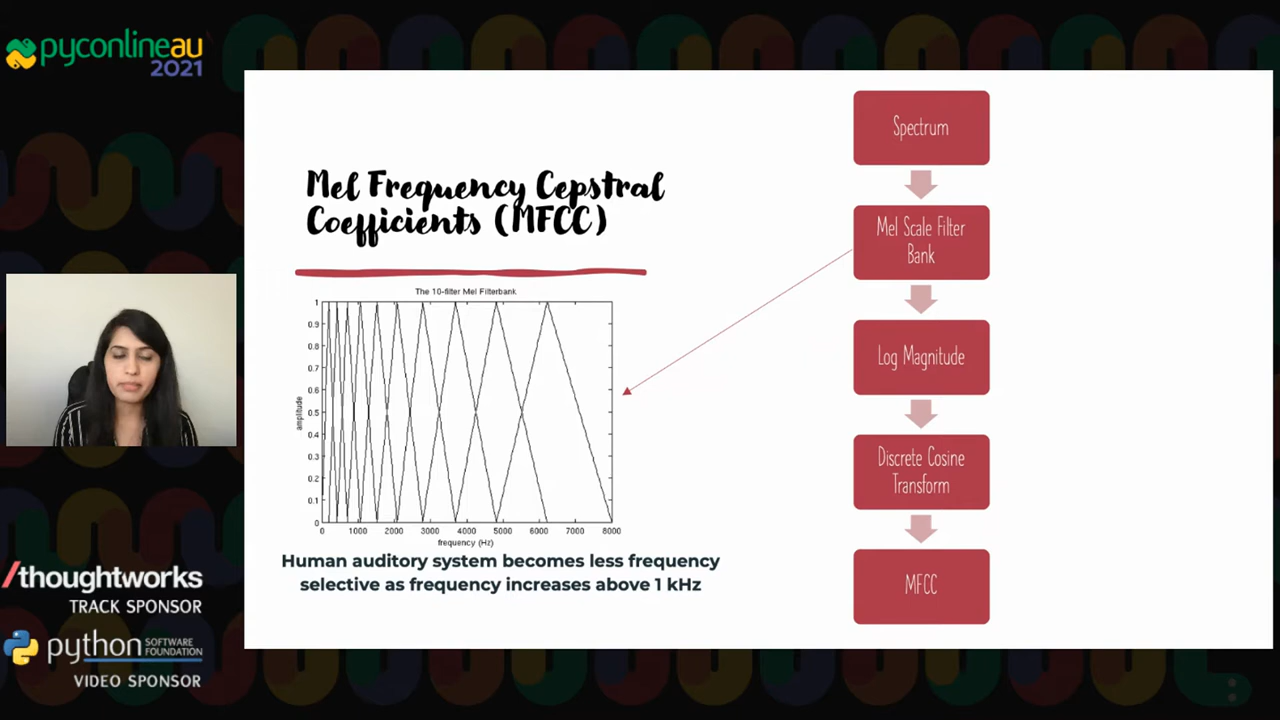 pyconlineau
2021
Mel Frequency Cepstral
Coefficients (MFCC)
The 10-filter Mel Filterbank
1
0.9
0.8
0.7
0.6
0.5
0.4
0.3
0.2
0.1
0
amplitude
0 1000 2000 3000 4000 5000 6000 7000 8000
frequency (Hz)
Human auditory system becomes less frequency
selective as frequency increases above 1 kHz
Spectrum
Mel Scale Filter
Bank
Log Magnitude
Discrete Cosine
Transform
MFCC
/thoughtworks
TRACK SPONSOR
python SOFTWARE
FOUNDATION
VIDEO SPONSOR